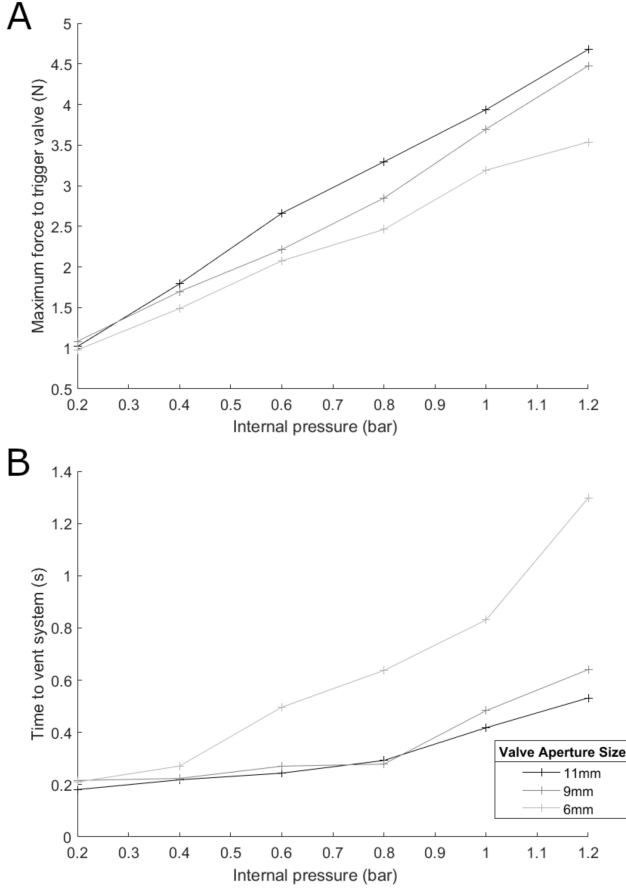 A
Maximum force to trigger valve (N)
5
4.5
4
3.5
3
2.5
2
1.5
1
0.5
0.2 0.3 0.4 0.5 0.6 0.7 0.8 0.9 1 1.1 1.2
Internal pressure (bar)
B
Time to vent system (s)
1.4
1.2
1
0.8
0.6
0.4
0.2
0
Valve Aperture Size
11mm
9mm
6mm
0.2 0.3 0.4 0.5 0.6 0.7 0.8 0.9 1 1.1 1.2
Internal pressure (bar)